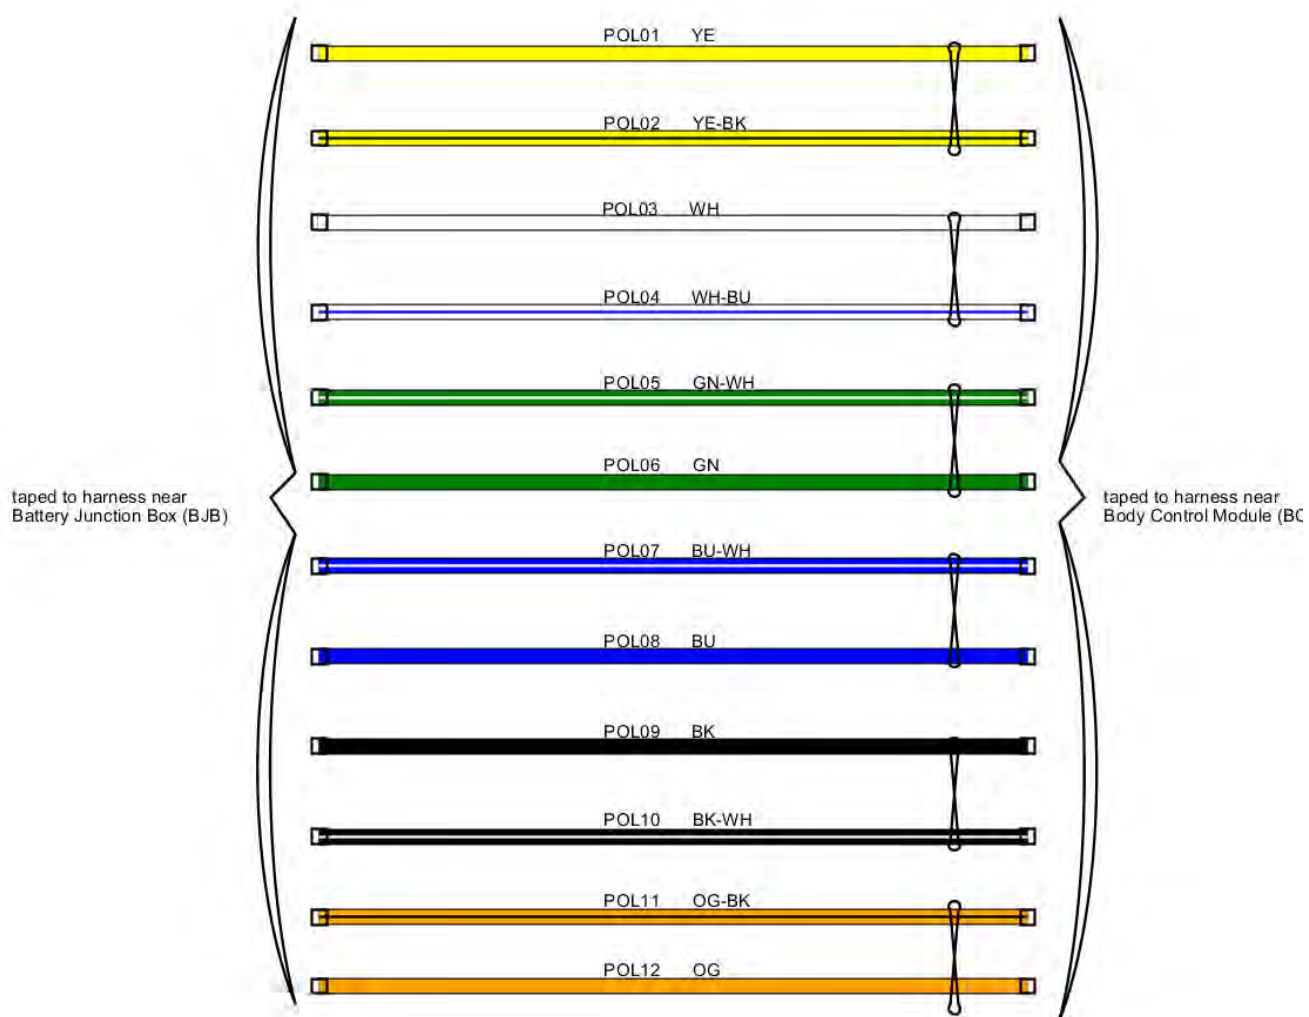 POL01 YE
POL02 YE-BK
POL03 WH
POL04 WH-BU
POL05 GN-WH
POL06 GN
taped to harness near
Battery Junction Box (BJB)
taped to harness near
Body Control Module (BC
POL07 BU-WH
POL08 BU
POL09 BK
POL10 BK-WH
POL11 OG-BK
POL12 OG